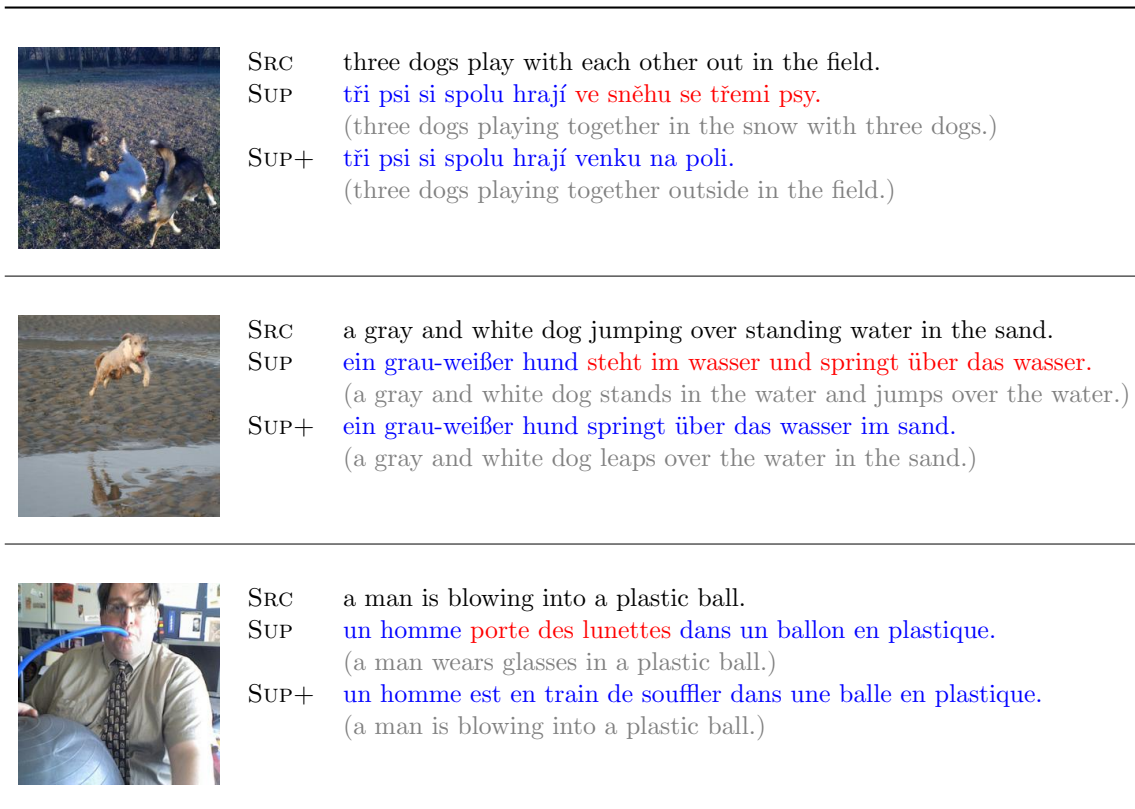 SRC three dogs play with each other out in the field.
SUP tři psi si spolu hrají ve sněhu se třemi psy.
(three dogs playing together in the snow with three dogs.)
SUP+ tři psi si spolu hrají venku na poli.
(three dogs playing together outside in the field.)
SRC a gray and white dog jumping over standing water in the sand.
SUP ein grau-weißer hund steht im wasser und springt über das wasser.
(a gray and white dog stands in the water and jumps over the water.)
SUP+ ein grau-weißer hund springt über das wasser im sand.
(a gray and white dog leaps over the water in the sand.)
SRC a man is blowing into a plastic ball.
SUP un homme porte des lunettes dans un ballon en plastique.
(a man wears glasses in a plastic ball.)
SUP+ un homme est en train de souffler dans une balle en plastique.
(a man is blowing into a plastic ball.)